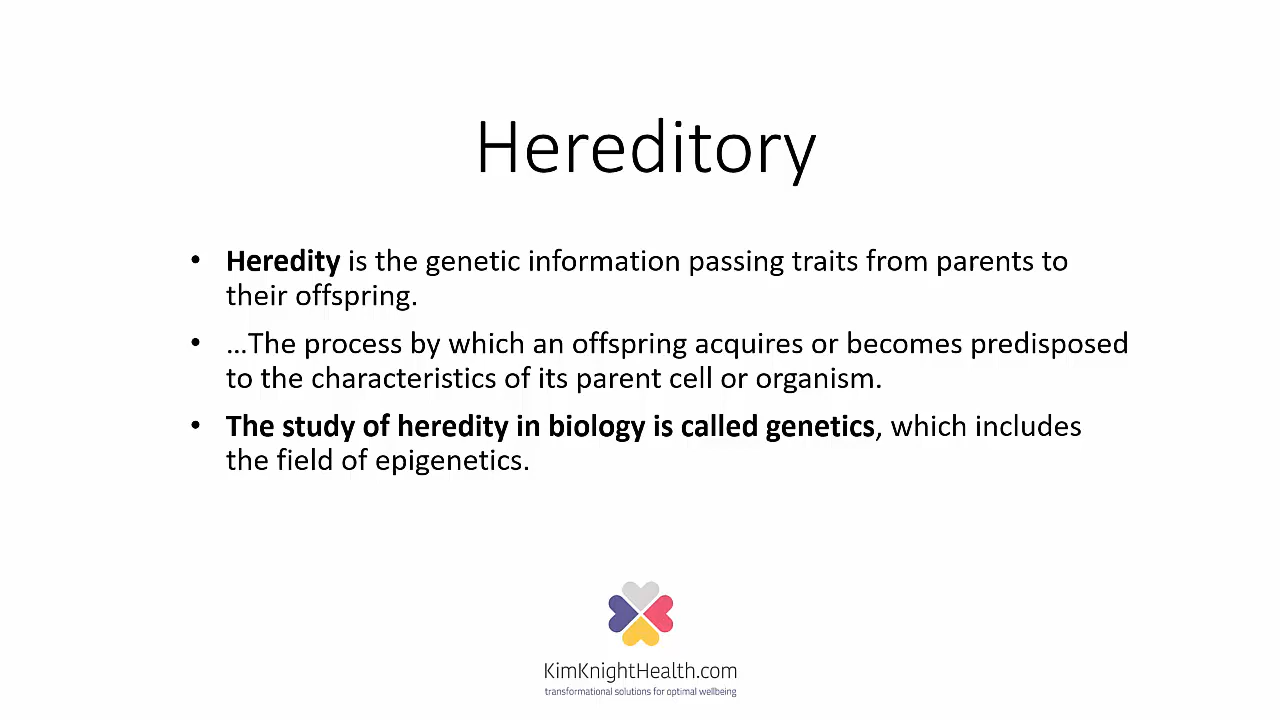 Hereditory
• Heredity is the genetic information passing traits from parents to
their offspring.
• …The process by which an offspring acquires or becomes predisposed
to the characteristics of its parent cell or organism.
• The study of heredity in biology is called genetics, which includes
the field of epigenetics.
KimKnightHealth.com
transformational solutions for optimal wellbeing